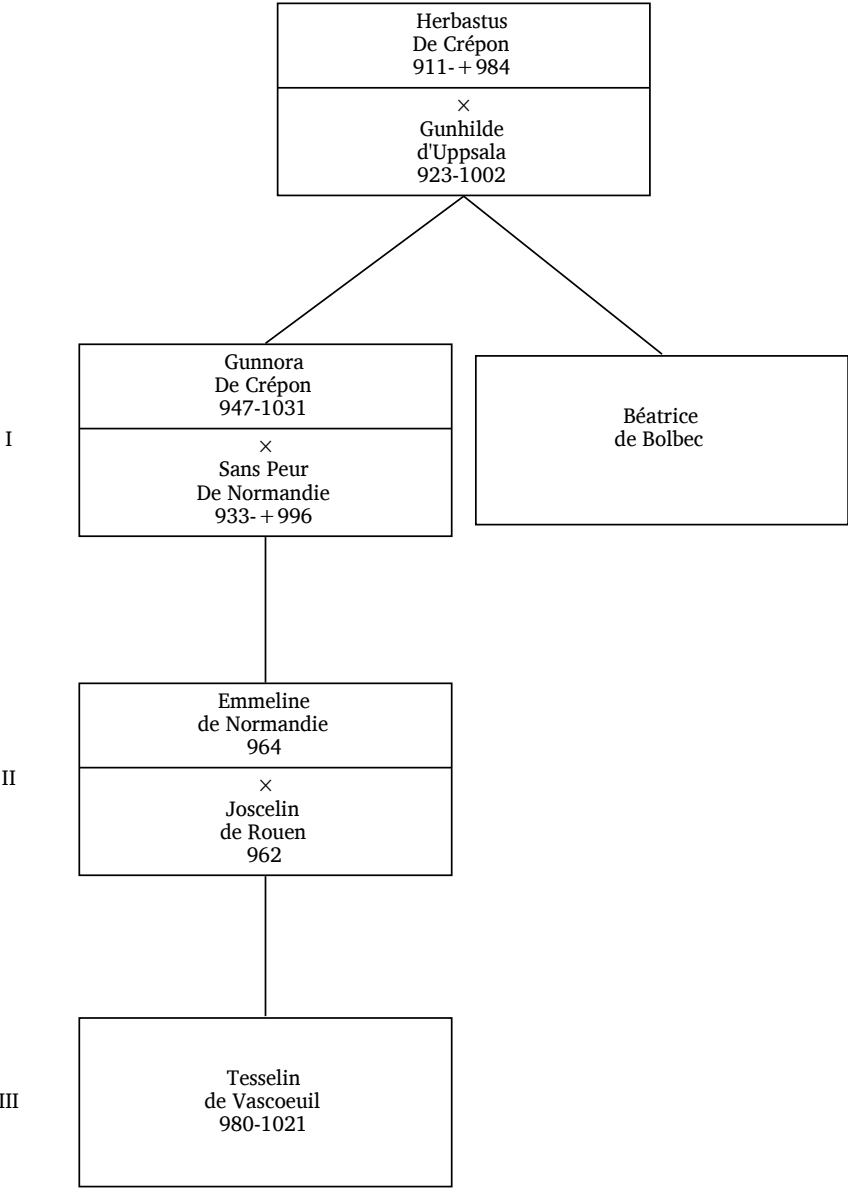 Herbastus
De Crépon
911-+984
×
Gunhilde
d'Uppsala
923-1002
Gunnora
De Crépon
947-1031
×
Sans Peur
De Normandie
933-+996
Béatrice
de Bolbec
I
Emmeline
de Normandie
964
×
Joscelin
de Rouen
962
II
Tesselin
de Vascoeuil
980-1021
III